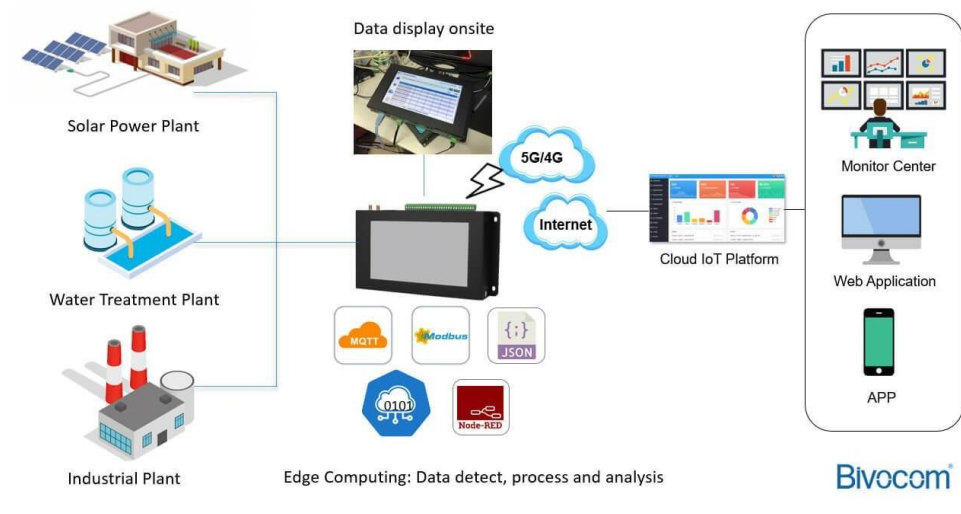 Data display onsite
Solar Power Plant
5G/4G
Monitor Center
Internet
Cloud IoT Platform
Web Application
Water Treatment Plant
MQTT
Modbus
{;}
JSON
APP
0101
Node-RED
Industrial Plant
Edge Computing: Data detect, process and analysis
Bivocom